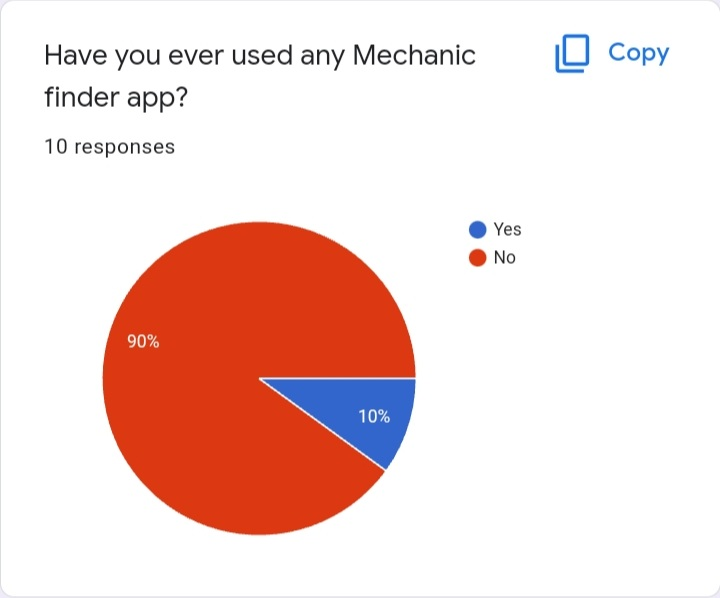 Have you ever used any Mechanic
finder app?
Copy
10 responses
Yes
No
90%
10%